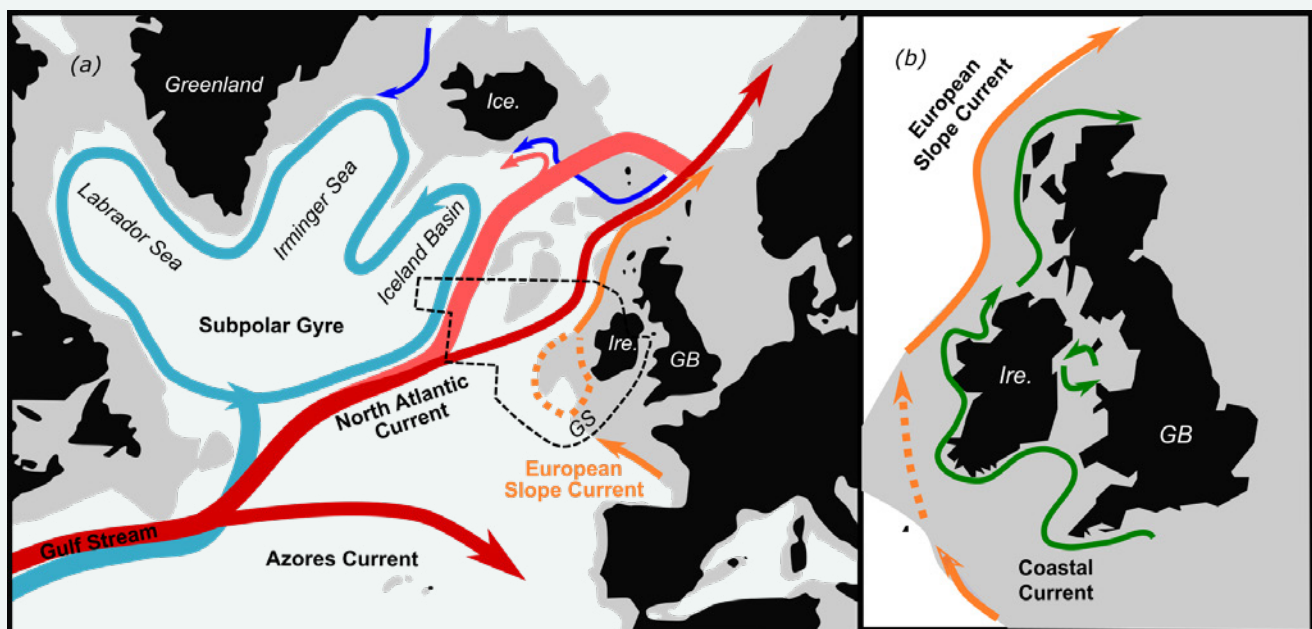 (a)
Greenland
Ice.
Labrador Sea
Irminger Sea
Iceland Basin
Subpolar Gyre
North Atlantic
Current
Ire.
GB
GS
European
Slope Current
Gulf Stream
Azores Current
(b)
European
Slope Current
Ire.
GB
Coastal
Current